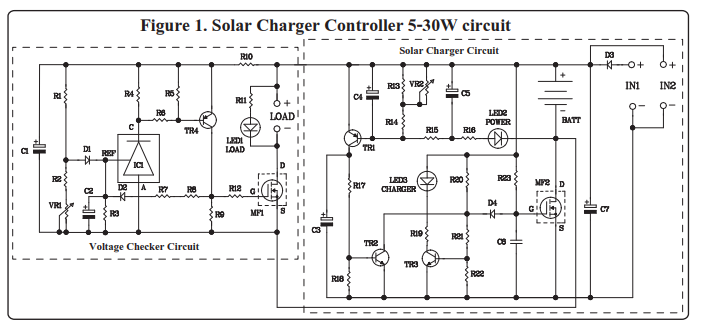 Figure 1. Solar Charger Controller 5-30W circuit
Solar Charger Circuit
R10
D3
+
+
IN1
IN2
-
-
R1
R4
R5
R11
+
LOAD
-
LED1
LOAD
C4
+
R13
VR2
+
C5
+
BATT
-
LED2
POWER
R14
R6
TR4
C
C1
+
D1
REF
IC1
TR1
R15
R16
R2
C2
+
D2
A
R7
R8
R12
G
D
MF1
S
R17
LED3
CHARGER
R20
R23
MF2
D
D4
G
S
+
C7
VR1
R3
R9
+
C3
R19
R21
C6
TR2
TR3
R18
R22
Voltage Checker Circuit